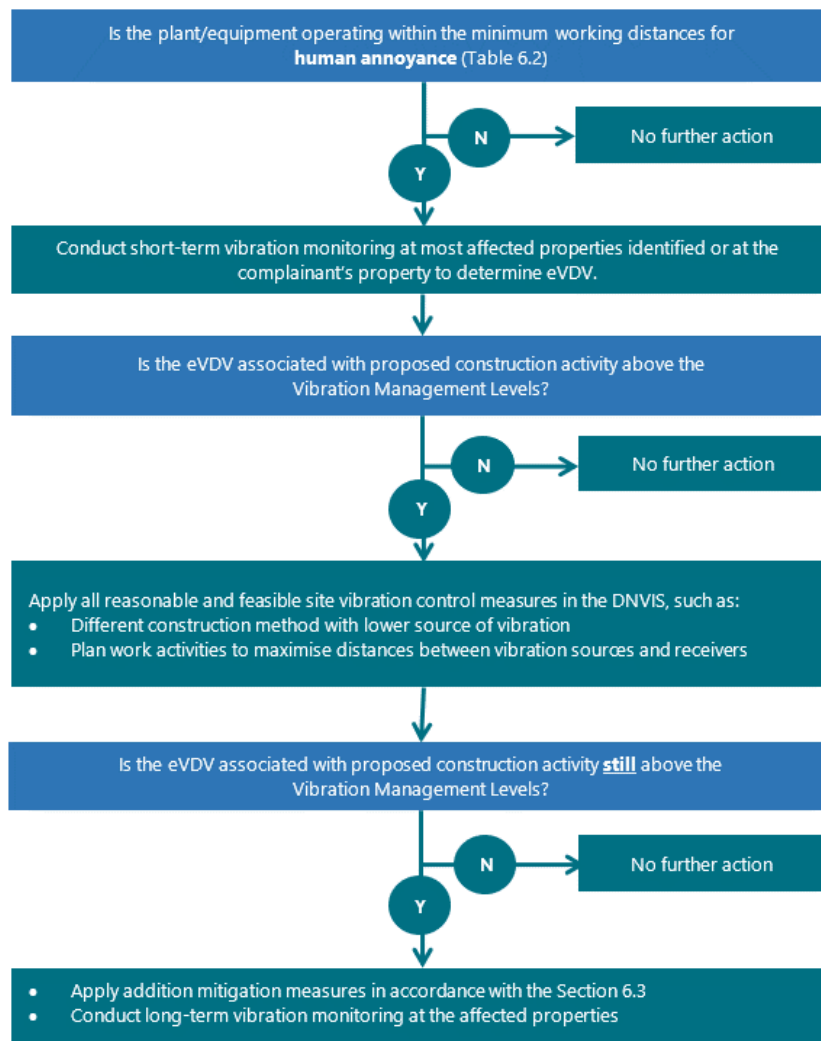 Is the plant/equipment operating within the minimum working distances for
human annoyance (Table 6.2)
N
No further action
Y
Conduct short-term vibration monitoring at most affected properties identified or at the
complainant's property to determine eVDV.
Is the eVDV associated with proposed construction activity above the
Vibration Management Levels?
N
No further action
Y
Apply all reasonable and feasible site vibration control measures in the DNVIS, such as:
• Different construction method with lower source of vibration
• Plan work activities to maximise distances between vibration sources and receivers
Is the eVDV associated with proposed construction activity still above the
Vibration Management Levels?
N
No further action
Y
• Apply addition mitigation measures in accordance with the Section 6.3
• Conduct long-term vibration monitoring at the affected properties